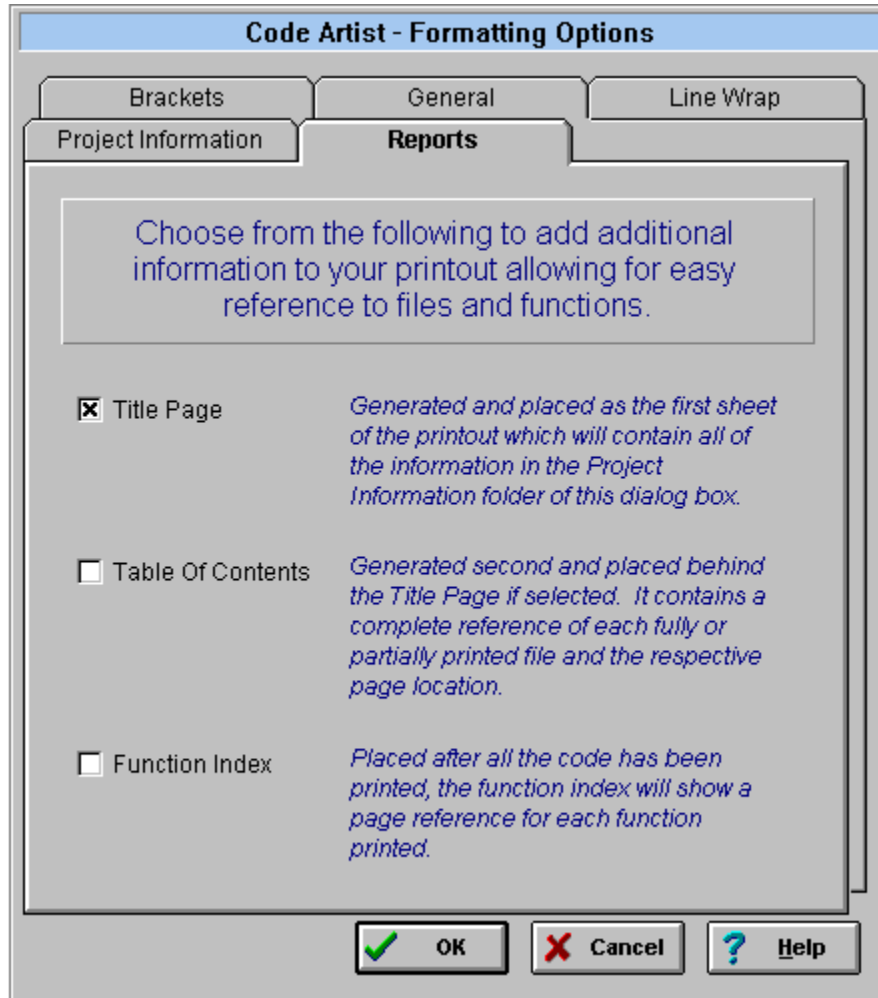 Code Artist - Formatting Options
Brackets
General
Line Wrap
Project Information
Reports
Choose from the following to add additional
information to your printout allowing for easy
reference to files and functions.
Title Page
Generated and placed as the first sheet
of the printout which will contain all of
the information in the Project
Information folder of this dialog box.
Table Of Contents
Generated second and placed behind
the Title Page if selected.  It contains a
complete reference of each fully or
partially printed file and the respective
page location.
Function Index
Placed after all the code has been
printed, the function index will show a
page reference for each function
printed.
OK
Cancel
Help